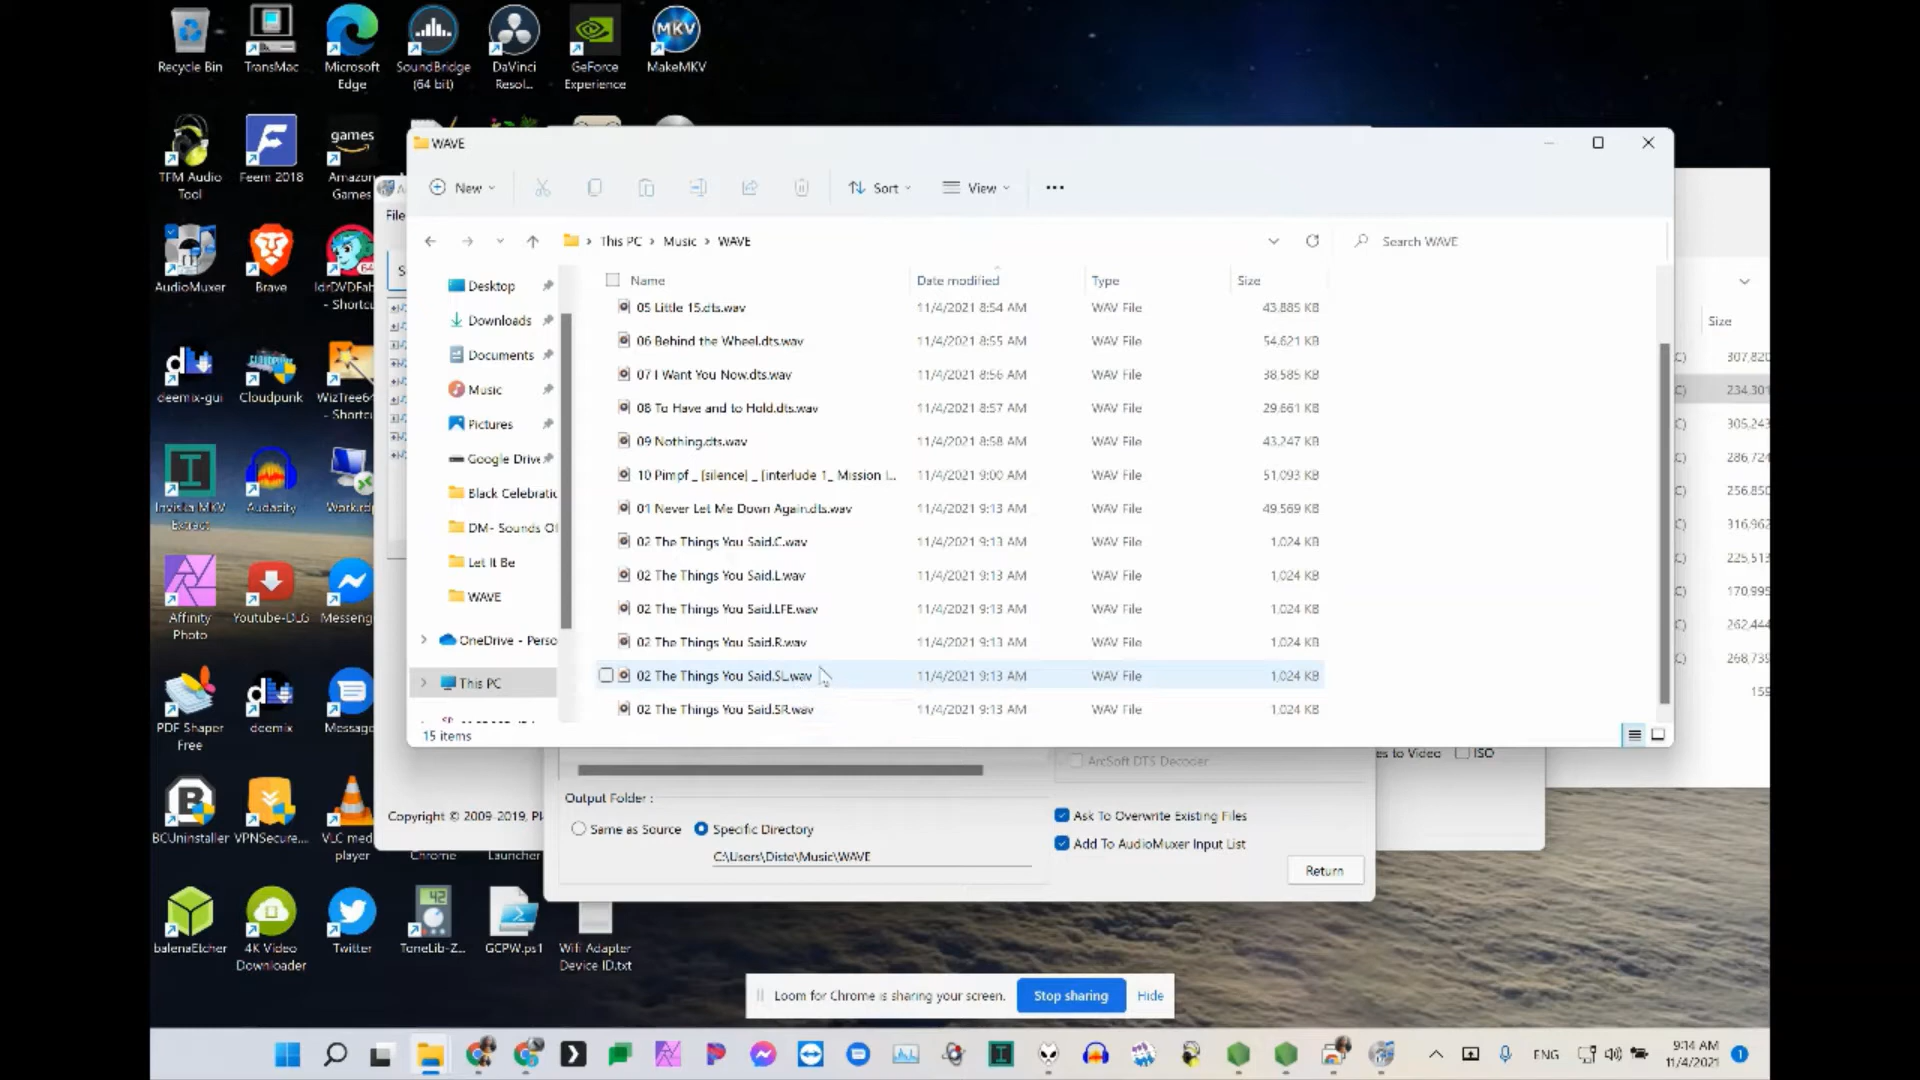 Recycle Bin
TransMac
Microsoft Edge
SoundBridge (64 bit)
DaVinci Resol...
GeForce Experience
MKV
MakeMKV
TFM Audio Tool
Feem 2018
games
Amazon Games
AudioMuxer
Brave
64
- Shortcu
deemix-gui
Cloudpunk
WizTree64
- Shortcu
Inviska MKV Extract
Audacity
Work.rdp
Affinity Photo
Youtube-DLG
Messeng
PDF Shaper Free
deemix
Message
BCUninstaller
VPNSecure...
VLC media player
Chrome
Launcher
balenaEtcher
4K Video Downloader
Twitter
42
ToneLib-Z...
GCPW.ps1
Wifi Adapter Device ID.txt
File
WAVE
New
Sort
View
This PC > Music > WAVE
Search WAVE
Name
Date modified
Type
Size
Desktop
Downloads
Documents
Music
Pictures
Google Drive
Black Celebratic
DM- Sounds Of
Let It Be
WAVE
OneDrive - Perso
This PC
05 Little 15.dts.wav 11/4/2021 8:54 AM WAV File 43,885 KB
06 Behind the Wheel.dts.wav 11/4/2021 8:55 AM WAV File 54,621 KB
07 I Want You Now.dts.wav 11/4/2021 8:56 AM WAV File 38,585 KB
08 To Have and to Hold.dts.wav 11/4/2021 8:57 AM WAV File 29,661 KB
09 Nothing.dts.wav 11/4/2021 8:58 AM WAV File 43,247 KB
10 Pimpf _ [silence] _ [interlude 1_ Mission I... 11/4/2021 9:00 AM WAV File 51,093 KB
01 Never Let Me Down Again.dts.wav 11/4/2021 9:13 AM WAV File 49,569 KB
02 The Things You Said.C.wav 11/4/2021 9:13 AM WAV File 1,024 KB
02 The Things You Said.L.wav 11/4/2021 9:13 AM WAV File 1,024 KB
02 The Things You Said.LFE.wav 11/4/2021 9:13 AM WAV File 1,024 KB
02 The Things You Said.R.wav 11/4/2021 9:13 AM WAV File 1,024 KB
02 The Things You Said.SL.wav 11/4/2021 9:13 AM WAV File 1,024 KB
02 The Things You Said.SR.wav 11/4/2021 9:13 AM WAV File 1,024 KB
15 items
Size
307,820
234,301
305,243
286,724
256,850
316,962
225,513
170,995
262,444
268,739
159
es to Video
ISO
ArcSoft DTS Decoder
Output Folder :
Same as Source
Specific Directory
C:\Users\Diste\Music\WAVE
Ask To Overwrite Existing Files
Add To AudioMuxer Input List
Return
Copyright © 2009-2019, Pl
Loom for Chrome is sharing your screen.
Stop sharing
Hide
ENG
9:14 AM
11/4/2021
1